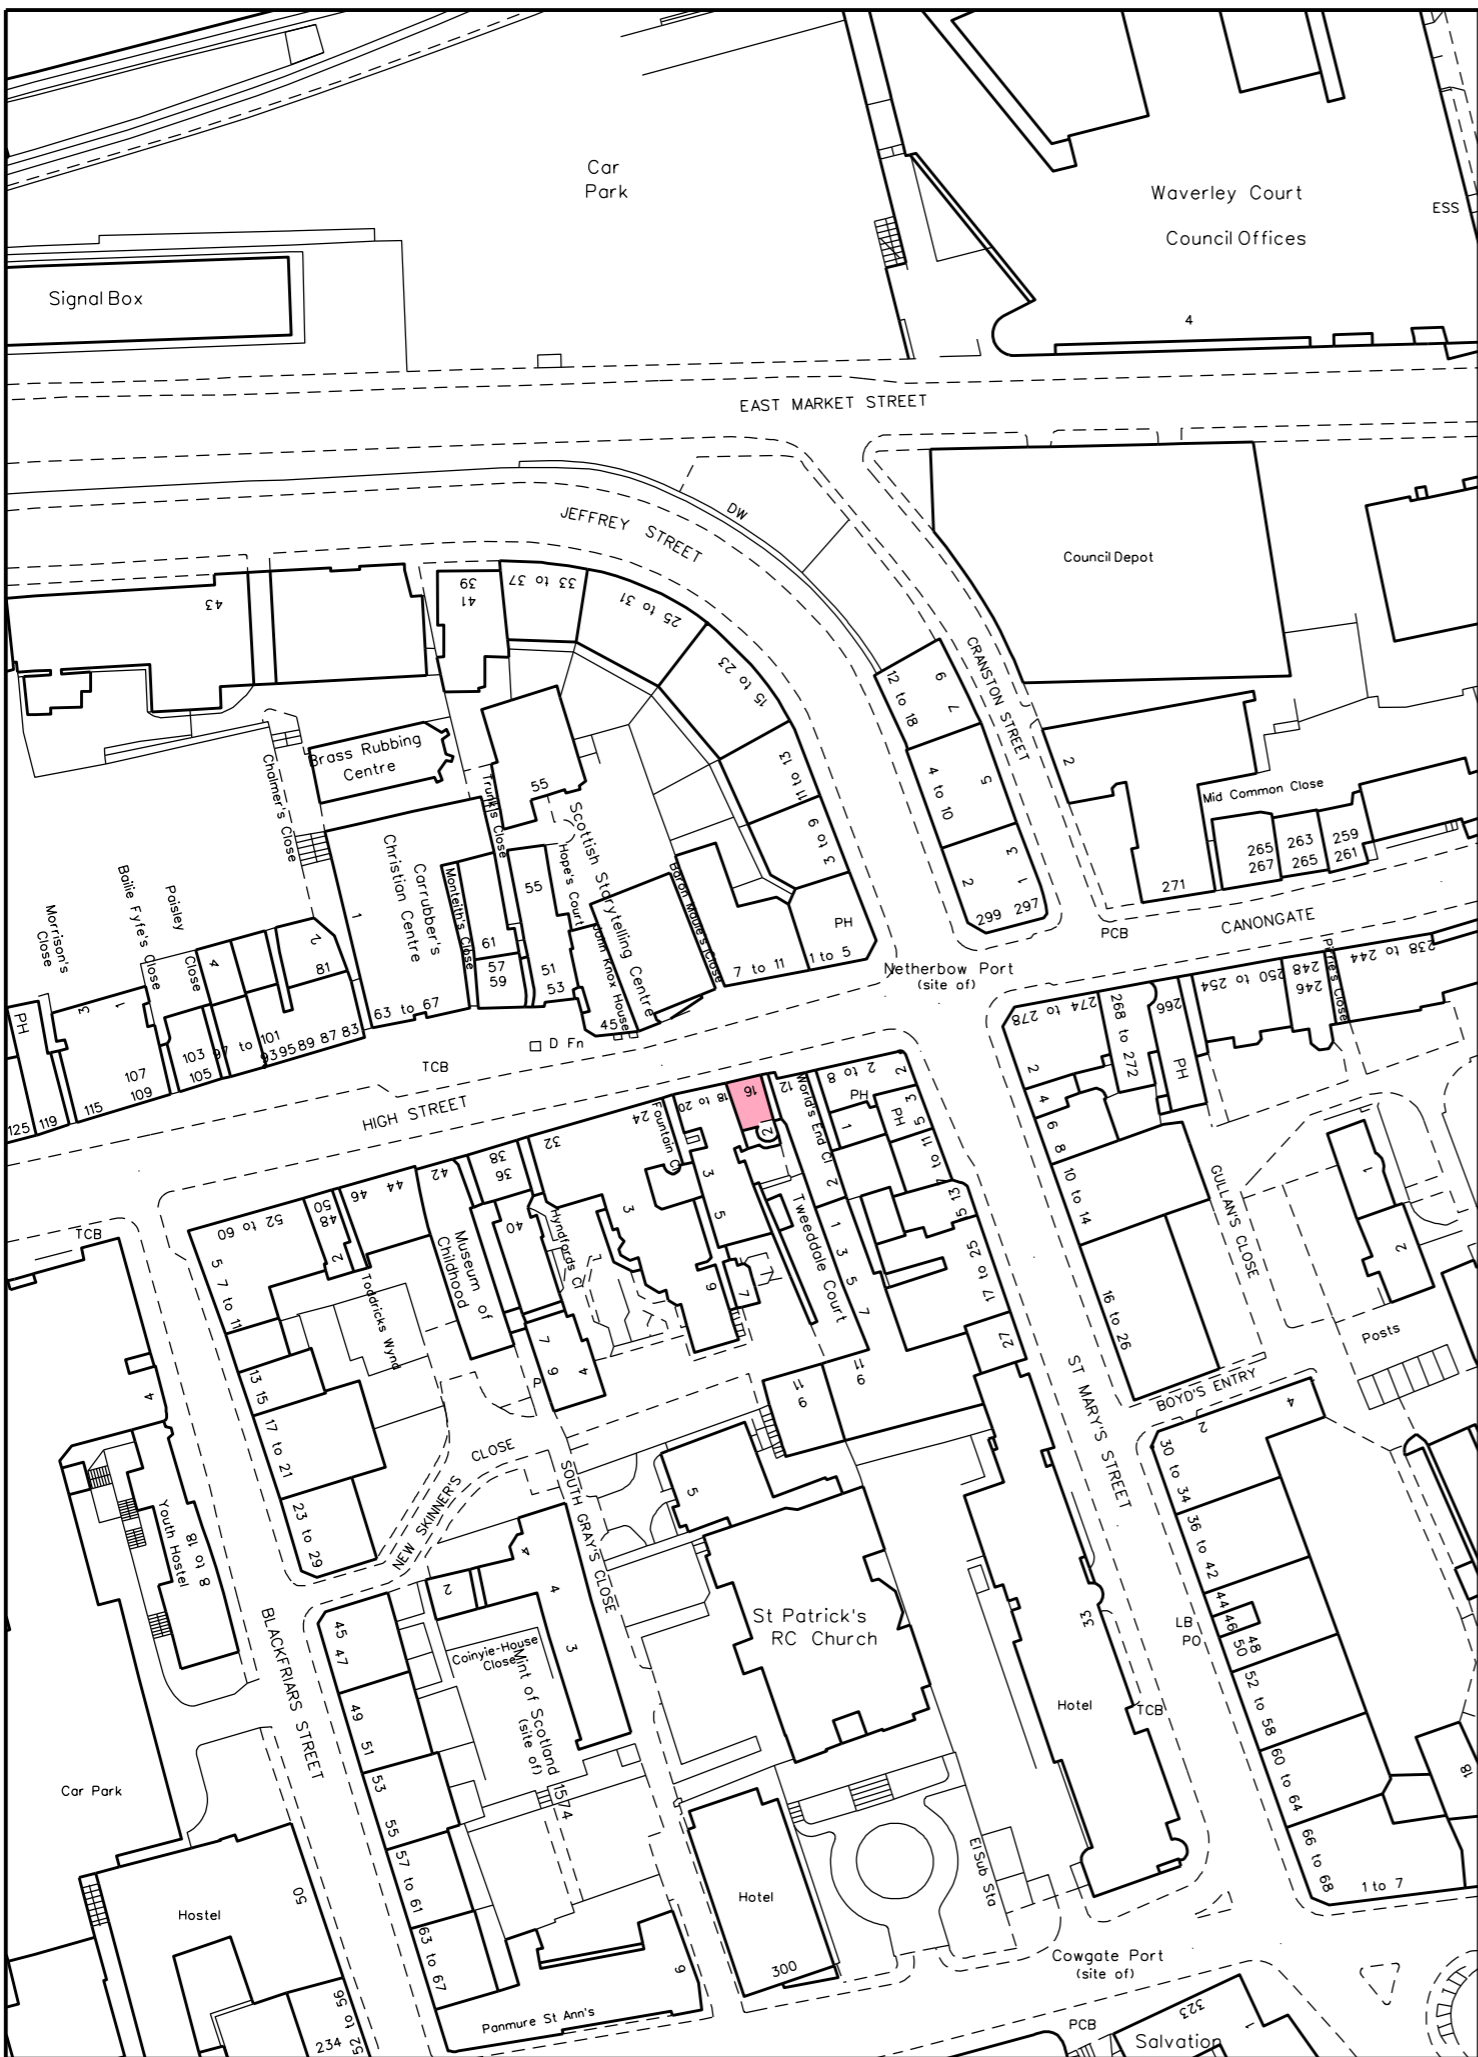 Car
Park
Waverley Court
Council Offices
ESS
Signal Box
4
EAST MARKET STREET
JEFFREY STREET
DW
Council Depot
CRANSTON STREET
43
39
41
33 to 37
25 to 31
15 to 23
11 to 13
3 to 9
12 to 18
6
7
4 to 10
5
2
3
1
299
297
2
Mid Common Close
265
267
263
265
259
261
271
CANONGATE
PCB
Brass Rubbing
Centre
Chalmer's Close
Trunk's Close
55
Scottish Storytelling Centre
Hope's Court
55
Carrubber's
Christian Centre
1
Monteith's Close
61
57
59
51
53
John Knox House
45
Baron Maule's Close
7 to 11
1 to 5
PH
Netherbow Port
(site of)
Morrison's
Close
Bailie Fyfe's Close
Paisley
Close
4
2
81
3
1
PH
63 to 67
125
119
115
107
109
103
105
97 to 101
93
95
89
87
83
TCB
D Fn
HIGH STREET
274 to 278
268 to 272
266
PH
250 to 254
248
246
Pirrie's Close
238 to 244
2
4
6
8
10 to 14
16 to 26
GULLAN'S CLOSE
1
2
Posts
16
18 to 20
12
World's End Cl
2 to 8
PH
2
3
5
PH
1
11
to
2
13
15
17 to 25
27
24
Fountain Cl
2
3
5
6
7
Tweeddale Court
1
3
5
7
9
11
9
11
32
38
36
42
44
46
50
48
2
52 to 60
5
7 to 11
13
15
17 to 21
23 to 29
Toddricks Wynd
Museum of
Childhood
40
Hyndfords Cl
3
7
6
4
P
TCB
4
Youth Hostel
8 to 18
NEW SKINNER'S CLOSE
SOUTH GRAY'S CLOSE
BLACKFRIARS STREET
5
St Patrick's
RC Church
ST MARY'S STREET
BOYD'S ENTRY
2
4
30 to 34
36 to 42
44
46
48
50
52 to 58
60 to 64
66 to 68
1 to 7
18
33
LB
PO
TCB
Hotel
2
4
4
3
Coinyie-House
Close
Mint of Scotland 1574
(site of)
45
47
49
51
53
55
57 to 61
63 to 67
Car Park
Hostel
50
52 to 56
234
Panmure St Ann's
9
Hotel
300
El Sub Sta
Cowgate Port
(site of)
PCB
323
Salvation